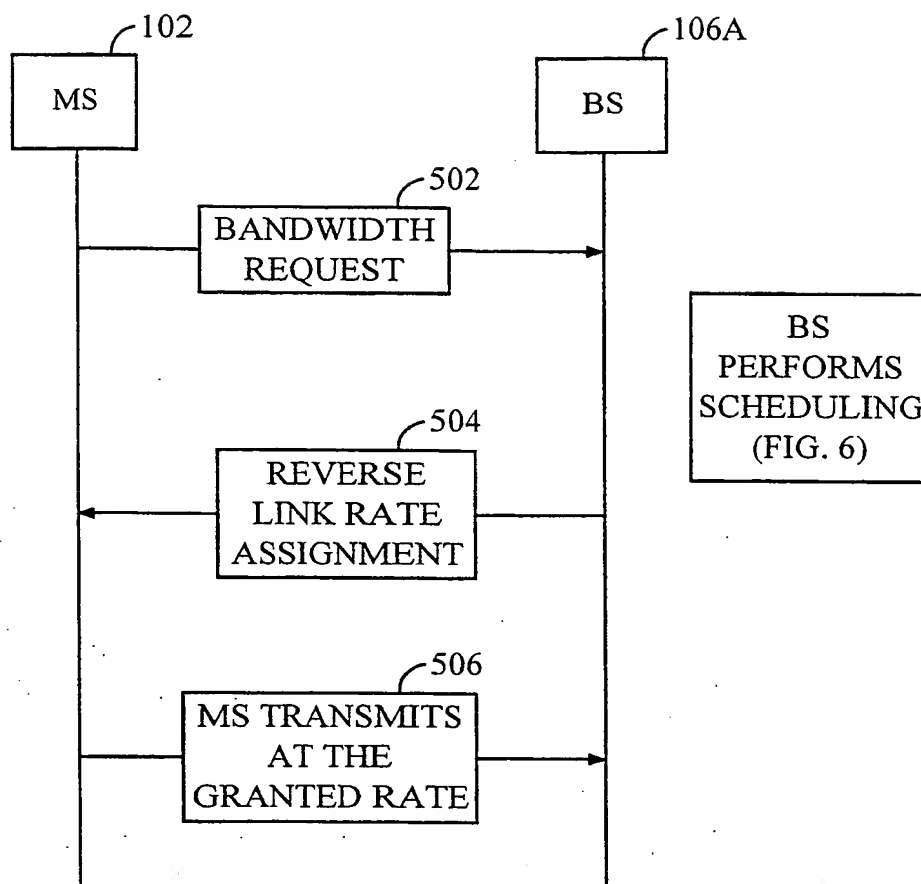 102
106A
MS
BS
502
BANDWIDTH
REQUEST
BS
PERFORMS
SCHEDULING
(FIG. 6)
504
REVERSE
LINK RATE
ASSIGNMENT
506
MS TRANSMITS
AT THE
GRANTED RATE